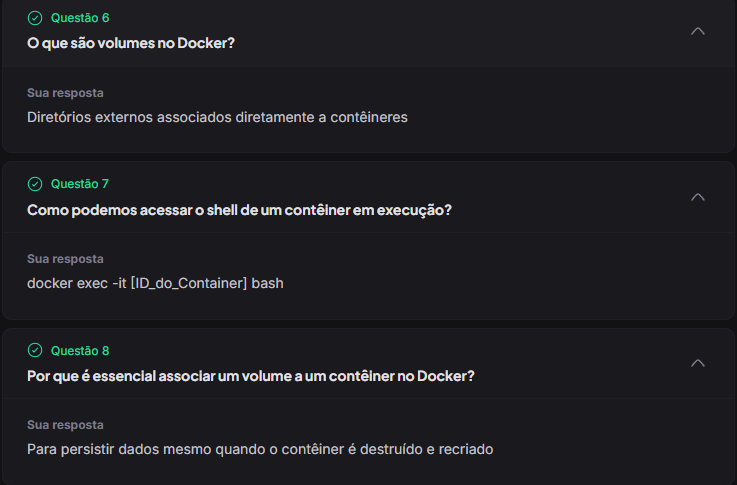 Questão 6
O que são volumes no Docker?
Sua resposta
Diretórios externos associados diretamente a contêineres
Questão 7
Como podemos acessar o shell de um contêiner em execução?
Sua resposta
docker exec -it [ID_do_Container] bash
Questão 8
Por que é essencial associar um volume a um contêiner no Docker?
Sua resposta
Para persistir dados mesmo quando o contêiner é destruído e recriado